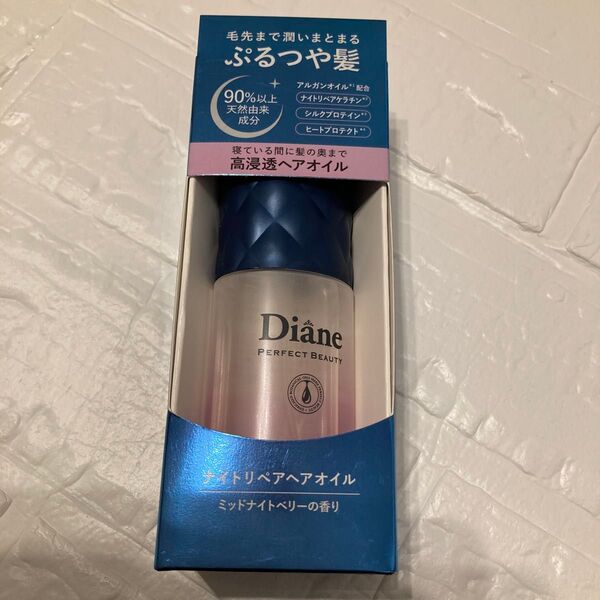 毛先まで潤いまとまる
ぷるつや髪
90%以上
天然由来
成分
アルガンオイル*¹配合
ナイトリペアケラチン*²
シルクプロテイン*³
ヒートプロテクト*⁴
寝ている間に髪の奥まで
高浸透ヘアオイル
Diane
PERFECT BEAUTY
ナイトリペアヘアオイル
ミッドナイトベリーの香り